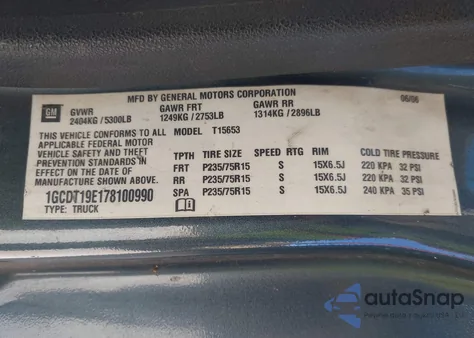 MFD BY GENERAL MOTORS CORPORATION
GM
GVWR GAWR FRT GAWR RR 06/06
2404KG / 5300LB 1249KG / 2753LB 1314KG / 2896LB
THIS VEHICLE CONFORMS TO ALL MODEL T15653
APPLICABLE FEDERAL MOTOR
VEHICLE SAFETY AND THEFT
PREVENTION STANDARDS IN
EFFECT ON THE DATE OF
MANUFACTURE SHOWN ABOVE.
1GCDT19E178100990
TYPE: TRUCK
TPTH TIRE SIZE SPEED RTG RIM COLD TIRE PRESSURE
FRT P235/75R15 S 15X6.5J 220 KPA 32 PSI
RR P235/75R15 S 15X6.5J 220 KPA 32 PSI
SPA P235/75R15 S 15X6.5J 240 KPA 35 PSI
autoSnap